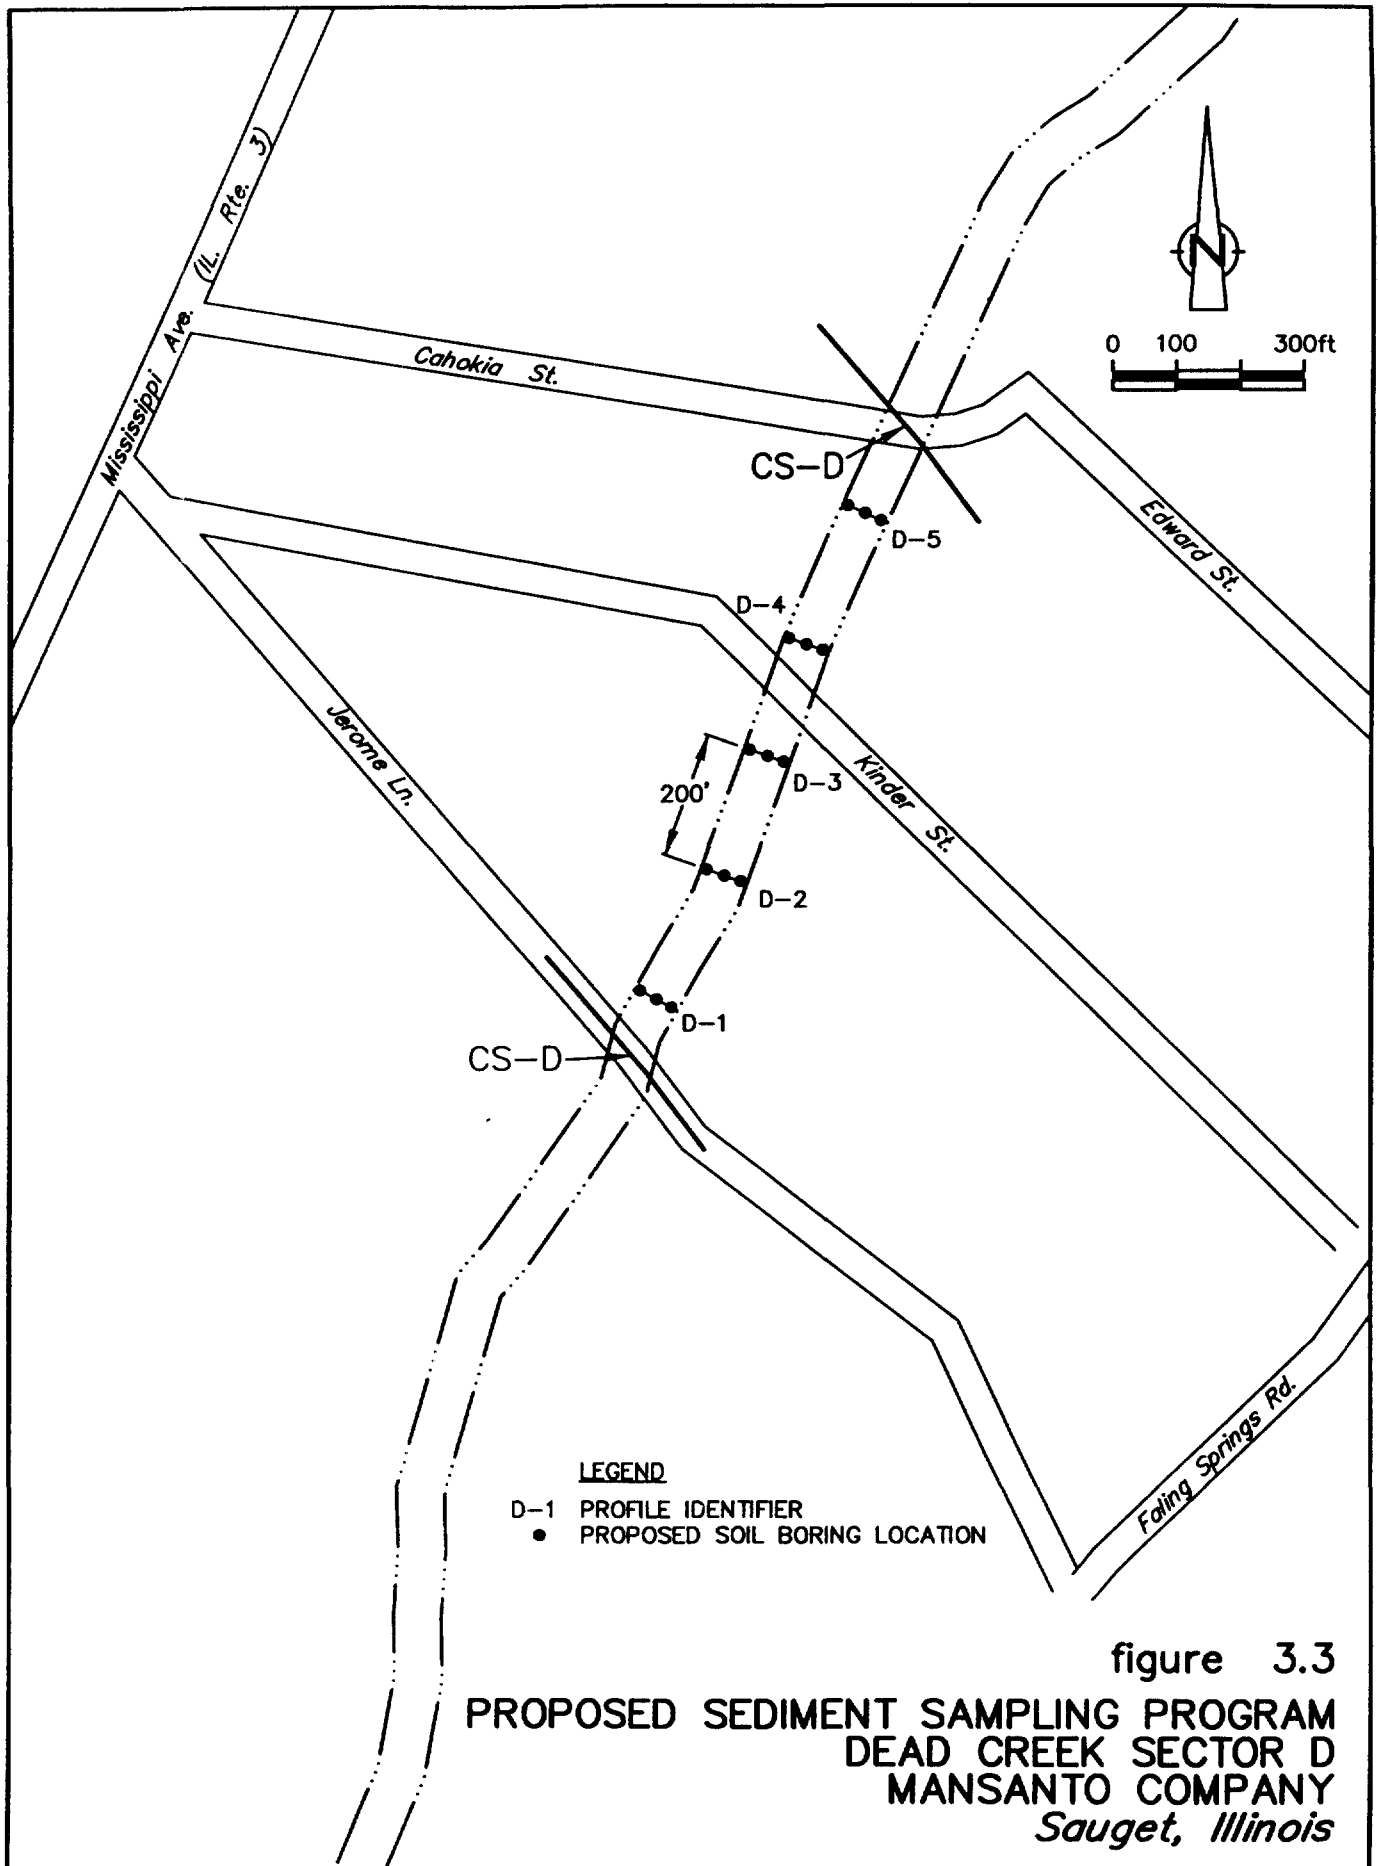 Mississippi Ave. (IL. Rte. 3)
N
0 100 300ft
Cahokia St.
CS-D
Edward St.
D-5
D-4
Jerome Ln.
200'
D-3
Kinder St.
D-2
D-1
CS-D
Faling Springs Rd.
LEGEND
D-1 PROFILE IDENTIFIER
● PROPOSED SOIL BORING LOCATION
figure 3.3
PROPOSED SEDIMENT SAMPLING PROGRAM
DEAD CREEK SECTOR D
MANSANTO COMPANY
Sauget, Illinois